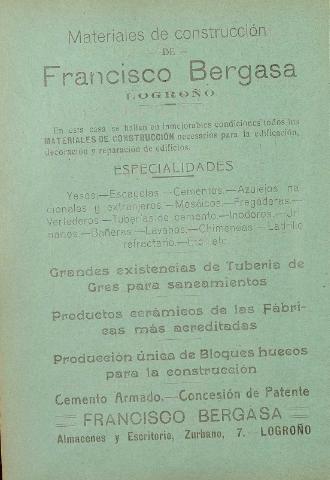 Materiales de construcción
— DE —
Francisco Bergasa
LOGROÑO
En esta casa se hallan en inmejorables condiciones todos los
MATERIALES DE CONSTRUCCIÓN necesarios para la edificación,
decoración y reparación de edificios.
ESPECIALIDADES
Yesos.—Escayolas.—Cementos.—Azulejos na-
cionales y extranjeros.—Mosaicos.—Fregaderas.—
Vertederos.—Tuberías de cemento.—Inodoros.—Uri-
narios.—Bañeras.—Lavabos.—Chimeneas.—Ladrillo
refractario.—Etc. etc.
Grandes existencias de Tubería de
Gres para saneamientos
Productos cerámicos de las Fábri-
cas más acreditadas
Producción única de Bloques huecos
para la construcción
Cemento Armado.—Concesión de Patente
FRANCISCO BERGASA
Almacenes y Escritorio, Zurbano, 7.—LOGROÑO